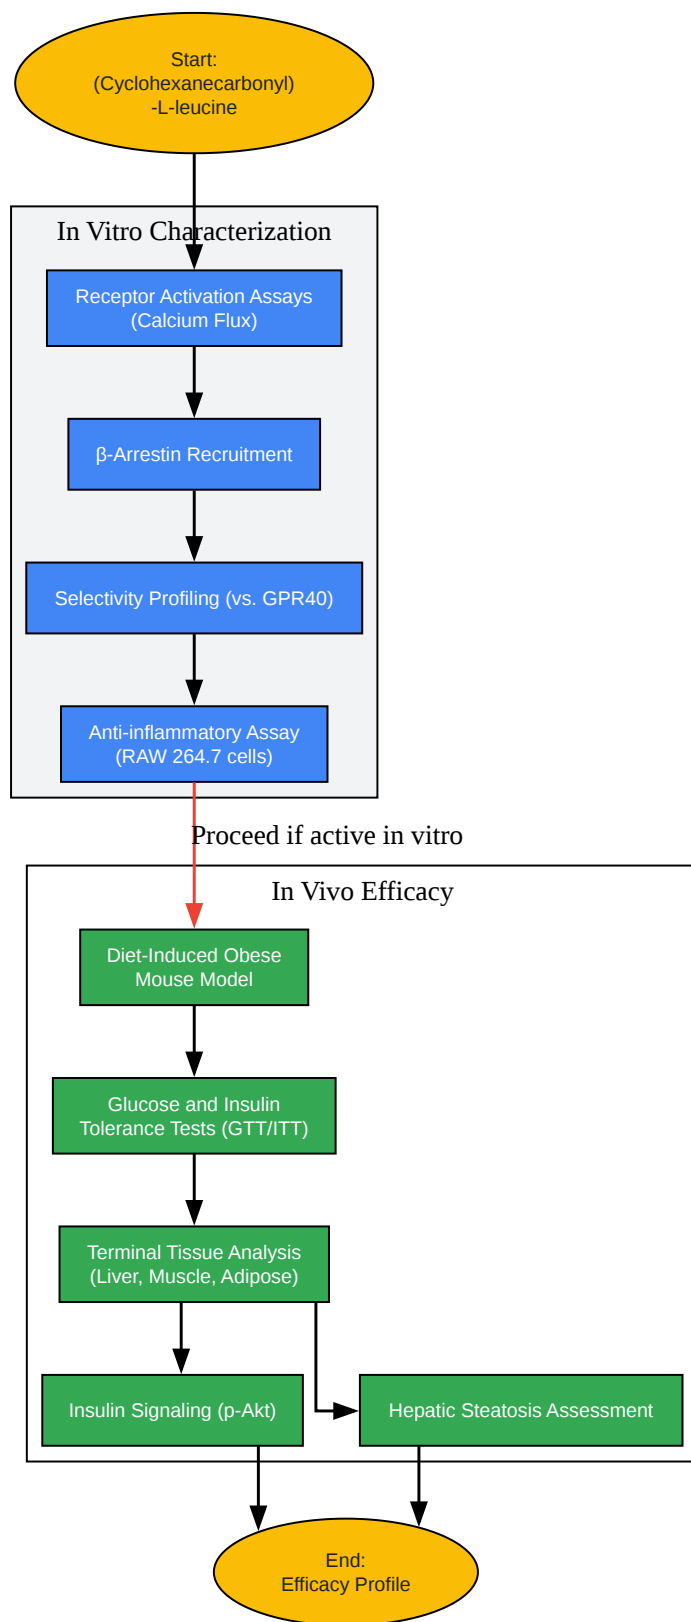 Start:
(Cyclohexanecarbonyl)
-L-leucine
In Vitro Characterization
Receptor Activation Assays
(Calcium Flux)
β-Arrestin Recruitment
Selectivity Profiling (vs. GPR40)
Anti-inflammatory Assay
(RAW 264.7 cells)
Proceed if active in vitro
In Vivo Efficacy
Diet-Induced Obese
Mouse Model
Glucose and Insulin
Tolerance Tests (GTT/ITT)
Terminal Tissue Analysis
(Liver, Muscle, Adipose)
Insulin Signaling (p-Akt)
Hepatic Steatosis Assessment
End:
Efficacy Profile